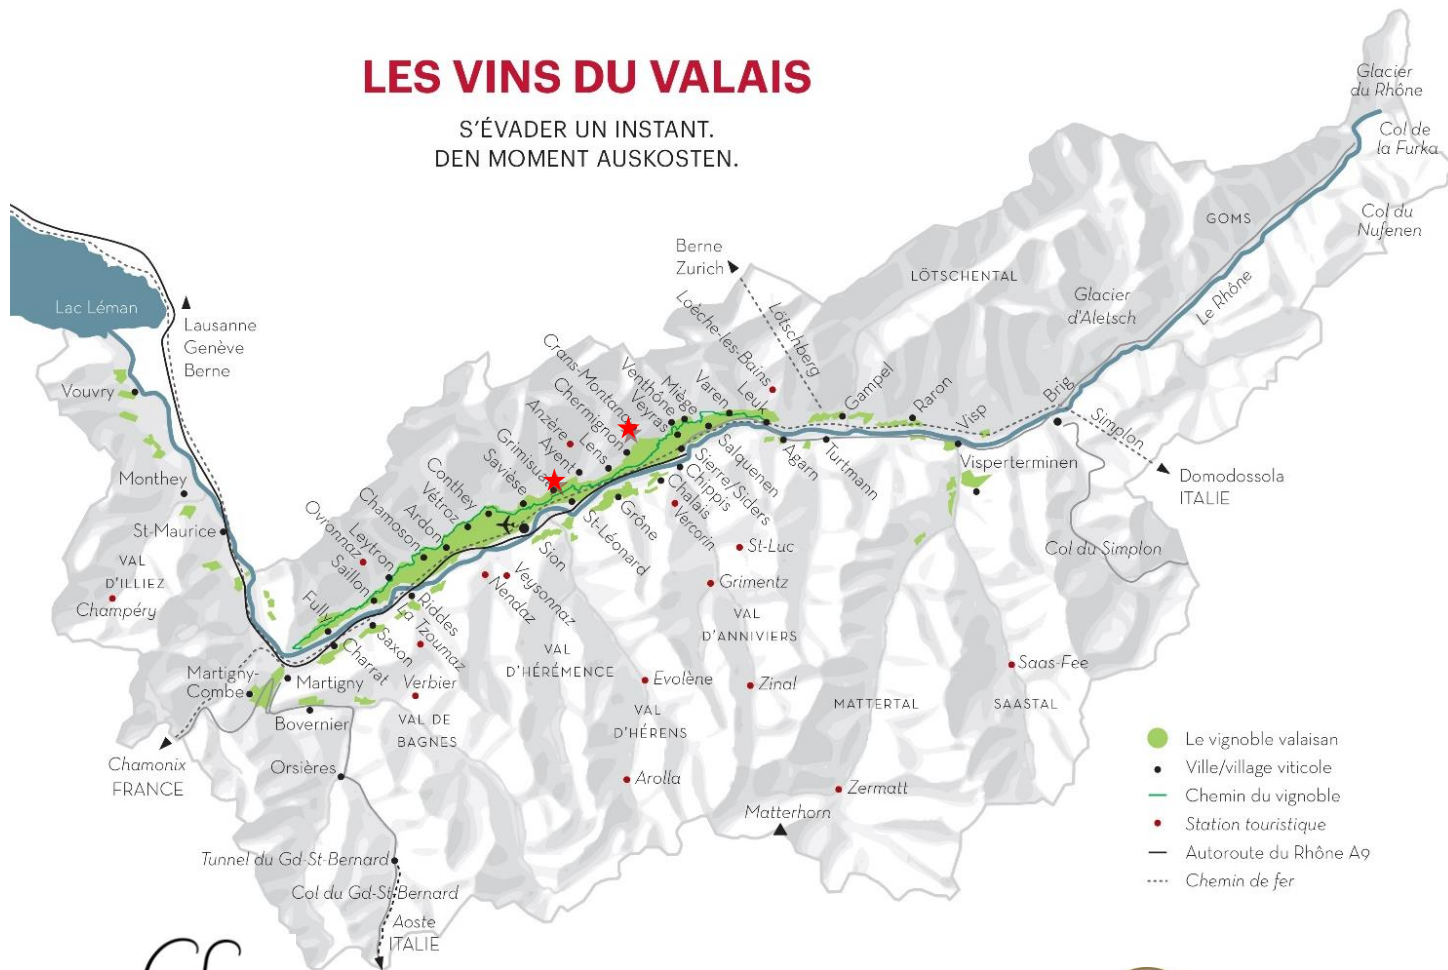 LES VINS DU VALAIS
S'ÉVADER UN INSTANT.
DEN MOMENT AUSKOSTEN.
Glacier
du Rhône
Col de
la Furka
Col du
Nufenen
GOMS
Le Rhône
LÖTSCHENTAL
Glacier
d'Aletsch
Berne
Zurich
Lötschberg
Loèche-les-Bains
Lac Léman
Lausanne
Genève
Berne
Vouvry
Monthey
St-Maurice
VAL
D'ILLIEZ
Champéry
Crans-Montana
Venthône
Miège
Veyras
Varen
Leuk
Chermignon
Anzère
Lens
Ayent
Grimisuat
Savièse
Conthey
Vétroz
Ardon
Chamoson
Ovronnaz
Leytron
Saillon
Fully
Gampel
Raron
Visp
Brig
Simplon
Domodossola
ITALIE
Visperterminen
Col du Simplon
Salquenen
Sierre/Siders
Chippis
Chalais
Vercorin
Agarn
Turtmann
Grône
St-Léonard
Sion
Veysonnaz
Nendaz
Riddes
La Tzoumaz
Saxon
Charrat
Martigny
Martigny-
Combe
Bovernier
Verbier
VAL DE
BAGNES
VAL
D'HÉRÉMENCE
Evolène
VAL
D'HÉRENS
Arolla
St-Luc
Grimentz
VAL
D'ANNIVIERS
Zinal
MATTERTAL
Zermatt
Matterhorn
Saas-Fee
SAASTAL
Chamonix
FRANCE
Orsières
Tunnel du Gd-St-Bernard
Col du Gd-St-Bernard
Aoste
ITALIE
Le vignoble valaisan
Ville/village viticole
Chemin du vignoble
Station touristique
Autoroute du Rhône A9
Chemin de fer